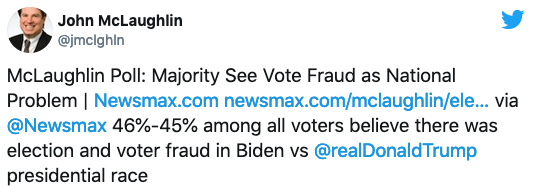 John McLaughlin
@jmclghln
McLaughlin Poll: Majority See Vote Fraud as National
Problem | Newsmax.com newsmax.com/mclaughlin/ele... via
@Newsmax 46%-45% among all voters believe there was
election and voter fraud in Biden vs @realDonaldTrump
presidential race